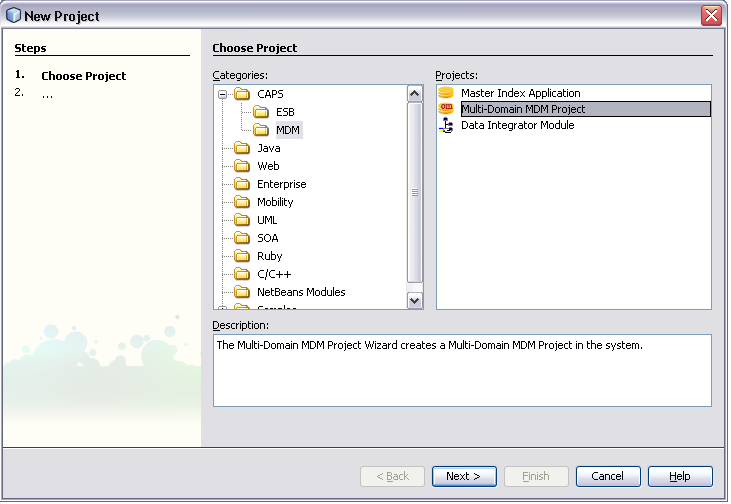 New Project
Steps
1. Choose Project
2. ...
Choose Project
Categories:
CAPS
ESB
MDM
Java
Web
Enterprise
Mobility
UML
SOA
Ruby
C/C++
NetBeans Modules
Samples
Projects:
Master Index Application
Multi-Domain MDM Project
Data Integrator Module
Description:
The Multi-Domain MDM Project Wizard creates a Multi-Domain MDM Project in the system.
< Back
Next >
Finish
Cancel
Help